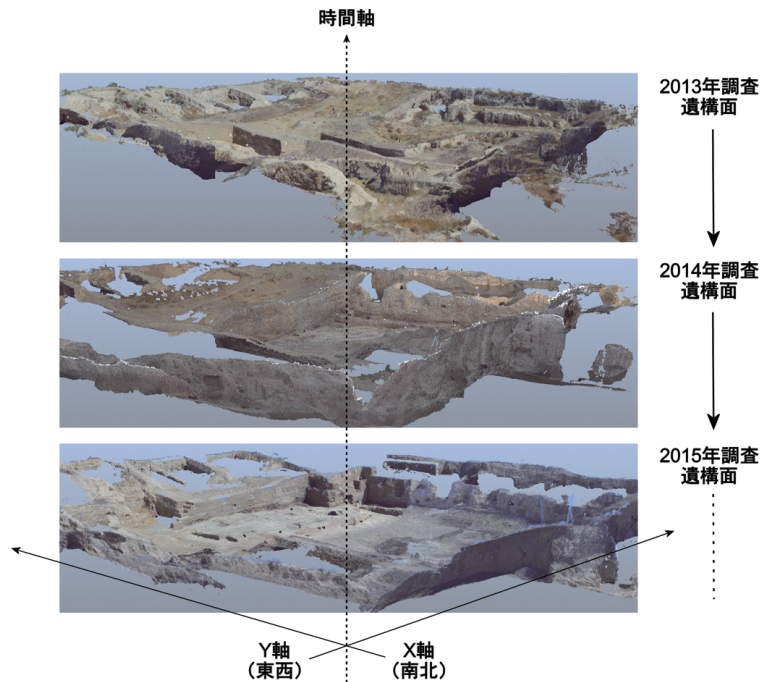 時間軸
2013年調査
遺構面
2014年調査
遺構面
2015年調査
遺構面
Y軸
（東西）
X軸
（南北）